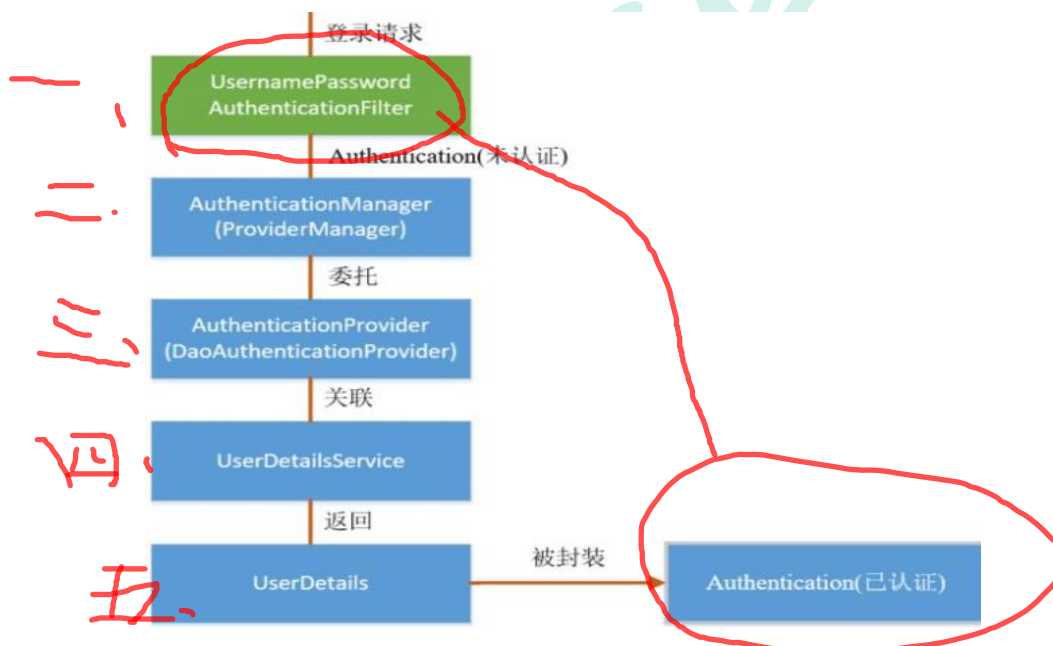 登录请求
一、
UsernamePassword
AuthenticationFilter
Authentication(未认证)
二.
AuthenticationManager
(ProviderManager)
委托
三、
AuthenticationProvider
(DaoAuthenticationProvider)
关联
四、
UserDetailsService
返回
五、
UserDetails
被封装
Authentication(已认证)